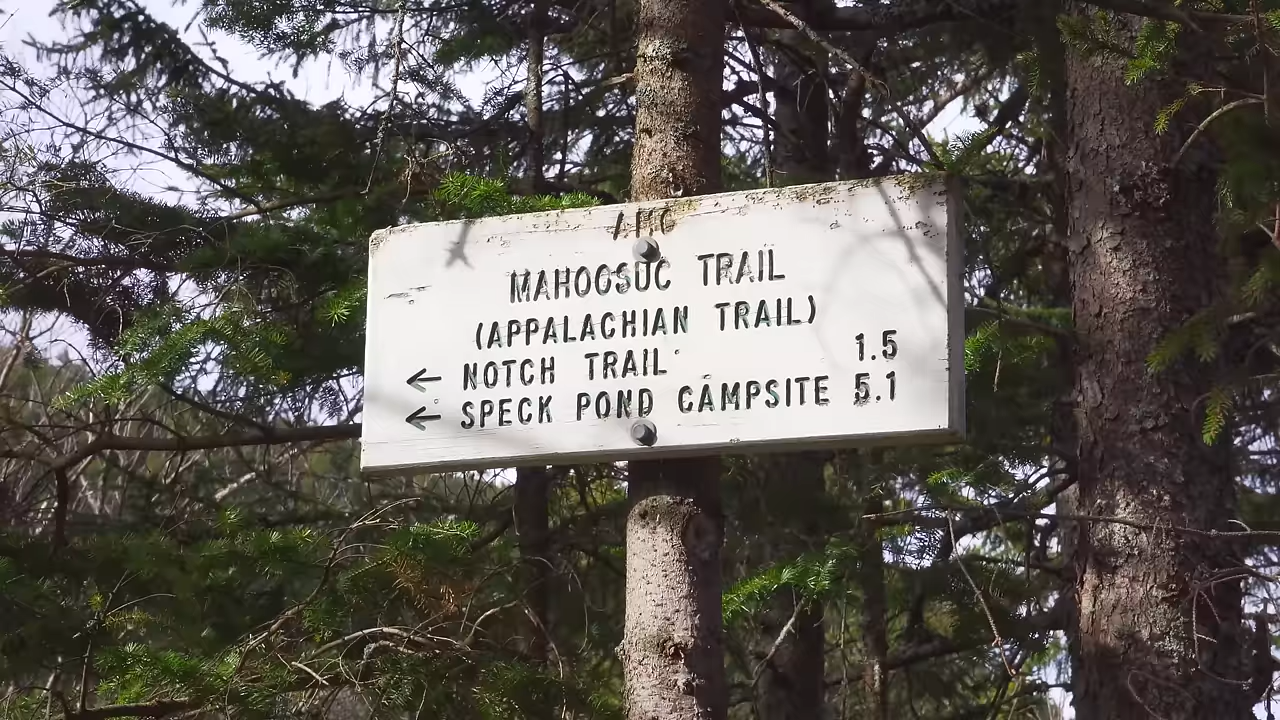 AMC
MAHOOSUC TRAIL
(APPALACHIAN TRAIL)
← NOTCH TRAIL 1.5
← SPECK POND CAMPSITE 5.1